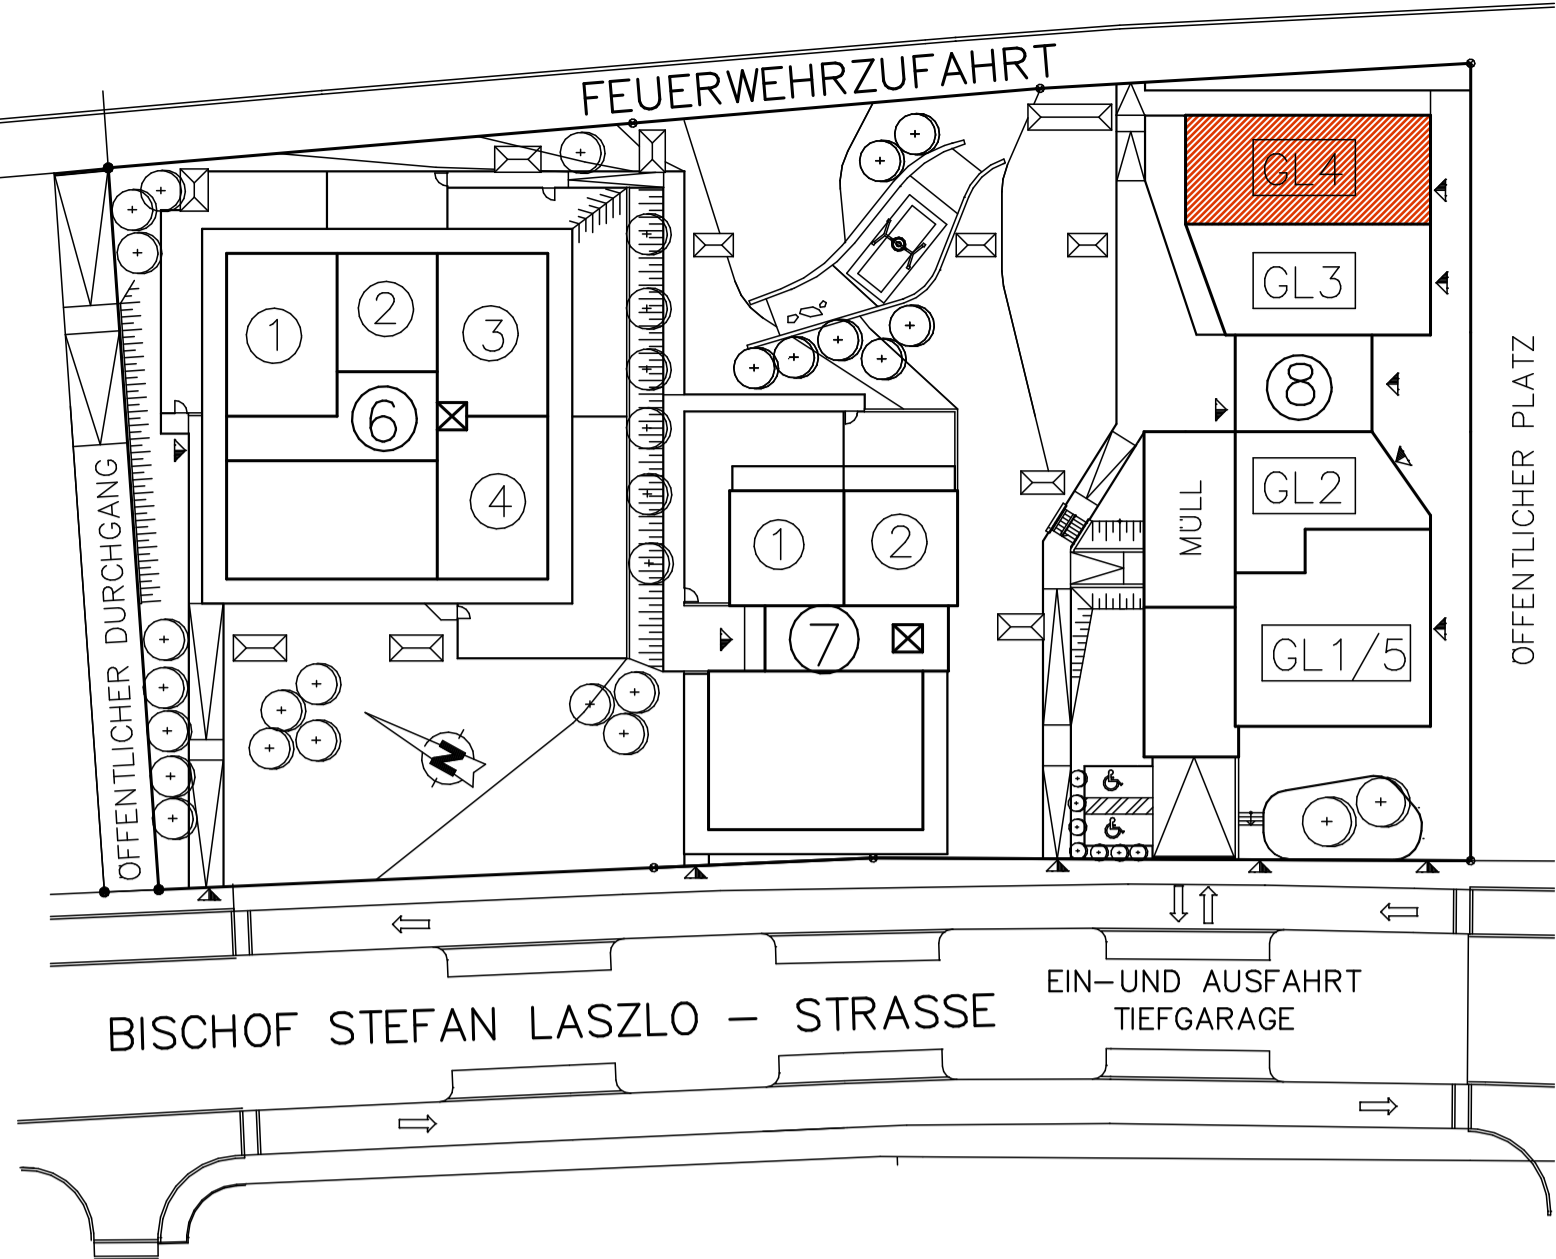 FEUERWEHRZUFAHRT
GL4
GL3
1
2
3
6
8
4
GL2
MÜLL
1
2
7
GL1/5
ÖFFENTLICHER DURCHGANG
ÖFFENTLICHER PLATZ
N
BISCHOF STEFAN LASZLO – STRASSE
EIN–UND AUSFAHRT
TIEFGARAGE